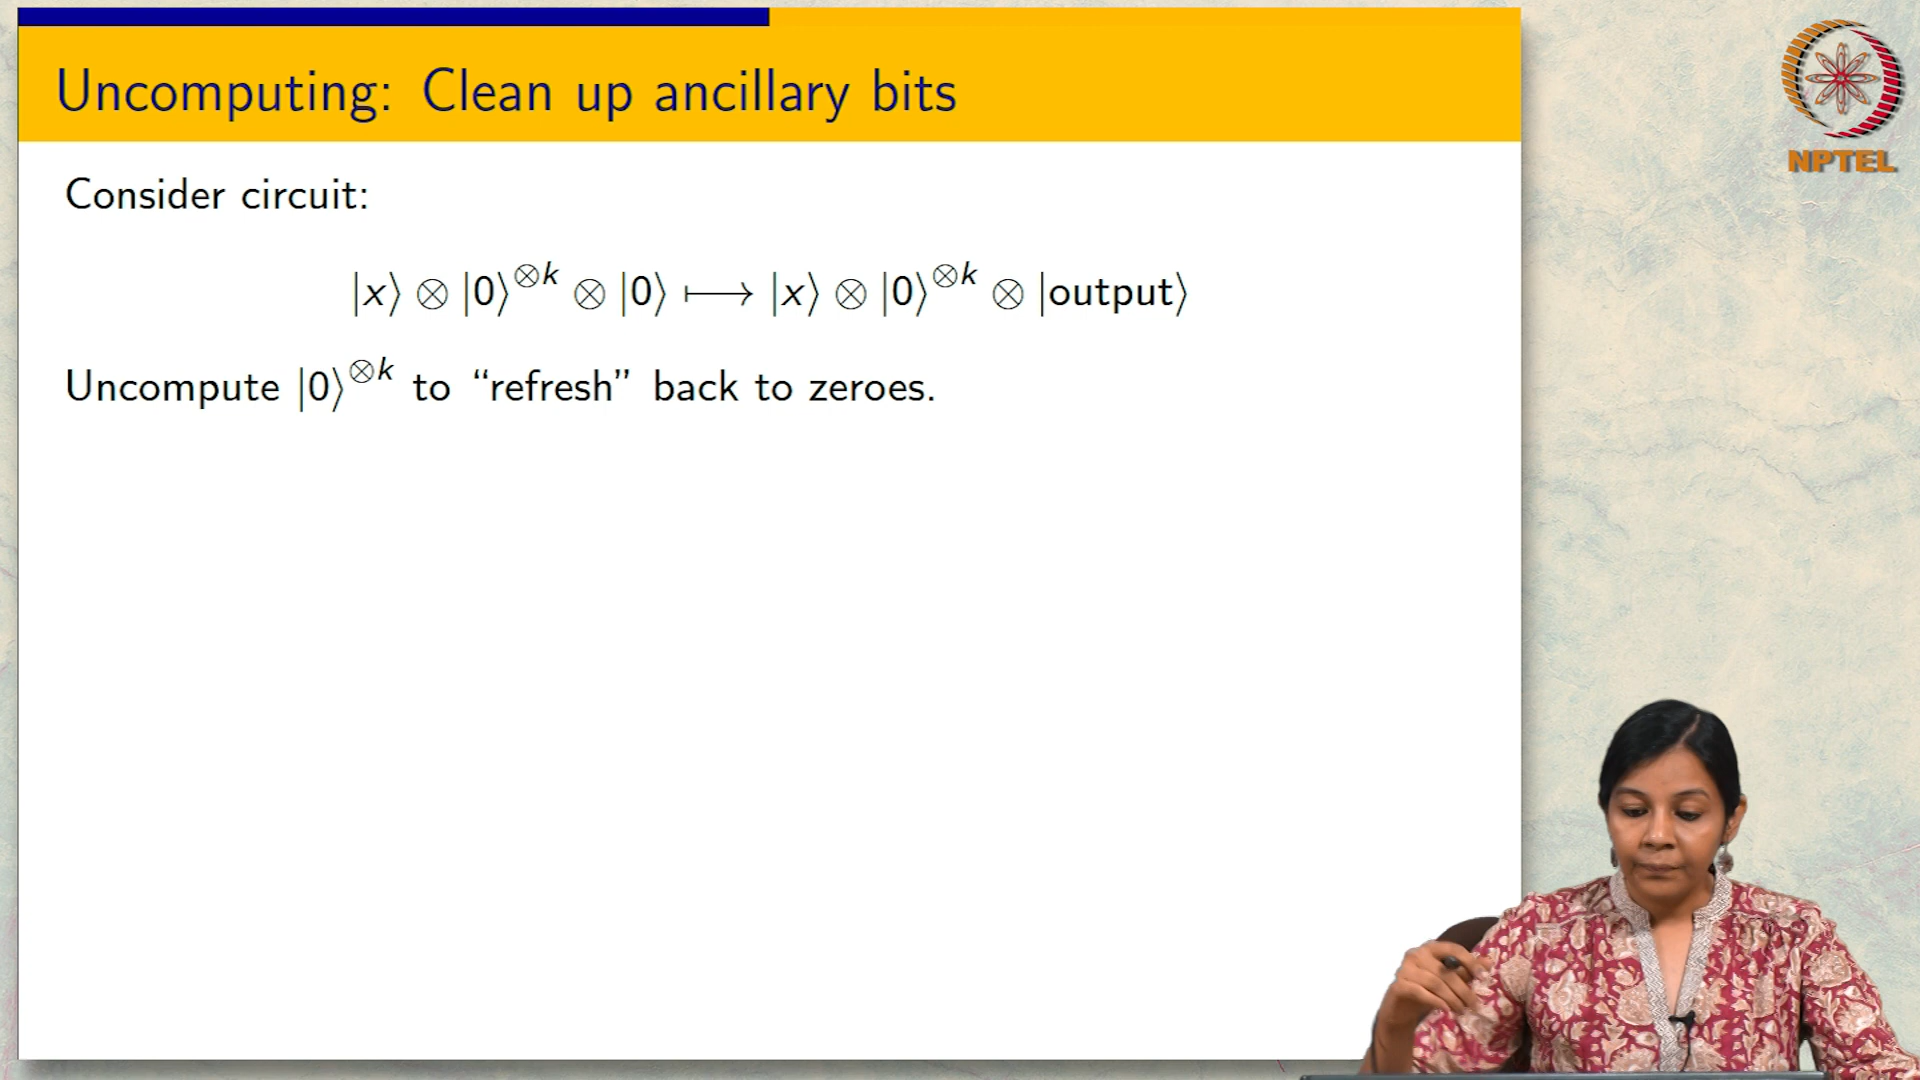 Uncomputing: Clean up ancillary bits
NPTEL
Consider circuit:
|x⟩ ⊗ |0⟩^{⊗k} ⊗ |0⟩ ⟼ |x⟩ ⊗ |0⟩^{⊗k} ⊗ |output⟩
Uncompute |0⟩^{⊗k} to “refresh” back to zeroes.